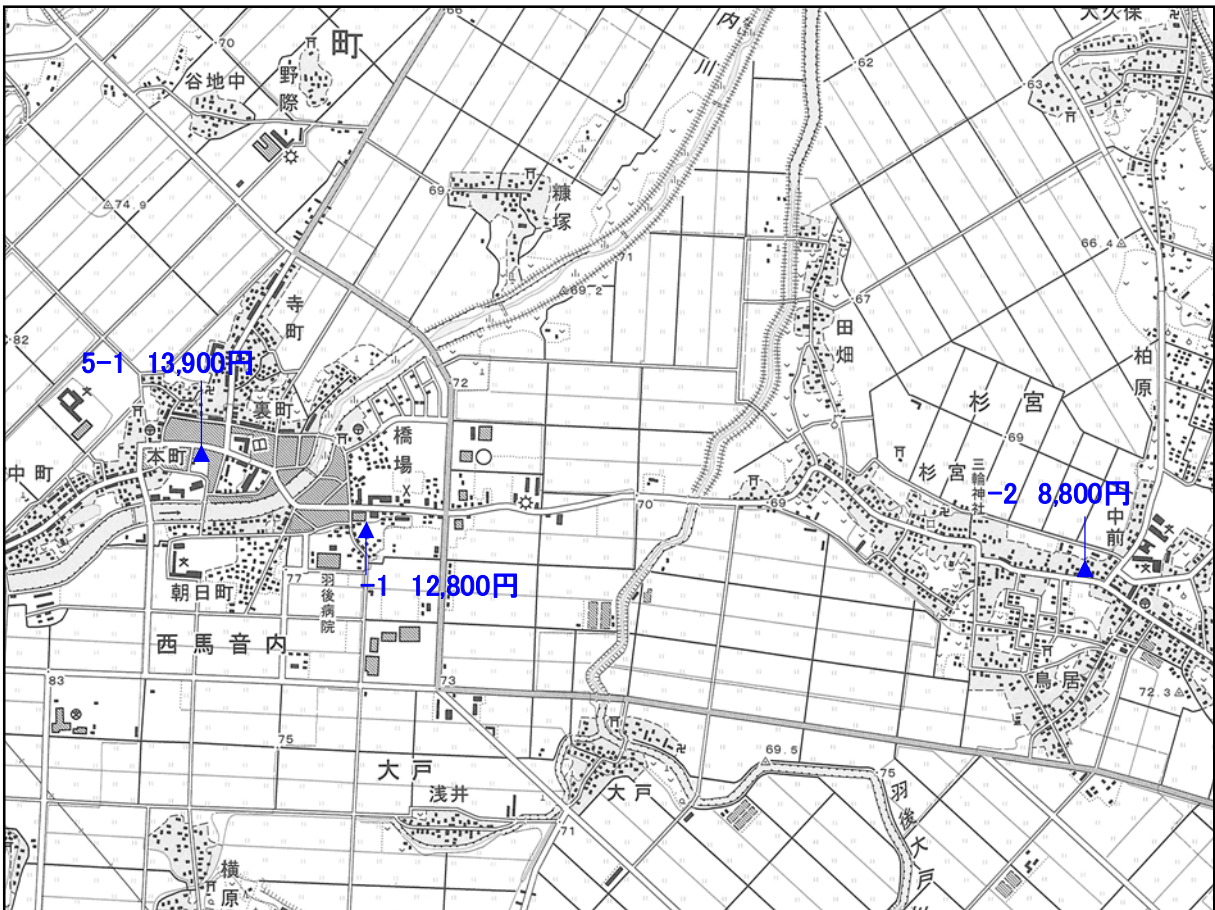 大久保
66
町
内
川
70
谷地中
野際
62
63
69
糠塚
74.9
71
66.4
69.2
67
寺町
田畑
82
柏原
5-1 13,900円
72
杉宮
裏町
69
橋場
本町
中町
杉宮
三輪神社
-2 8,800円
70
69
中前
77
羽後病院
-1 12,800円
朝日町
西馬音内
鳥居
83
73
72.3
75
69.5
大戸
75
浅井
大戸
羽後大戸川
71
横原